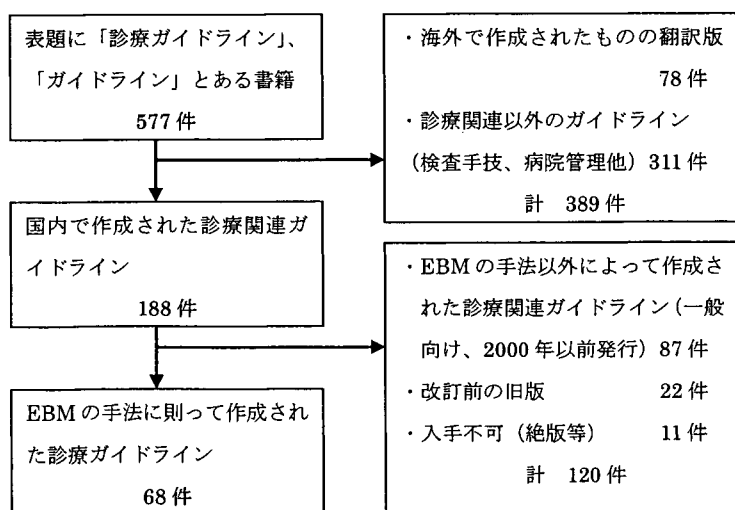 表題に「診療ガイドライン」、
「ガイドライン」とある書籍
577 件
・海外で作成されたものの翻訳版
78 件
・診療関連以外のガイドライン
(検査手技、病院管理他) 311 件
計 389 件
国内で作成された診療関連ガ
イドライン
188 件
・EBM の手法以外によって作成さ
れた診療関連ガイドライン (一般
向け、2000 年以前発行) 87 件
・改訂前の旧版 22 件
・入手不可 (絶版等) 11 件
計 120 件
EBM の手法に則って作成され
た診療ガイドライン
68 件